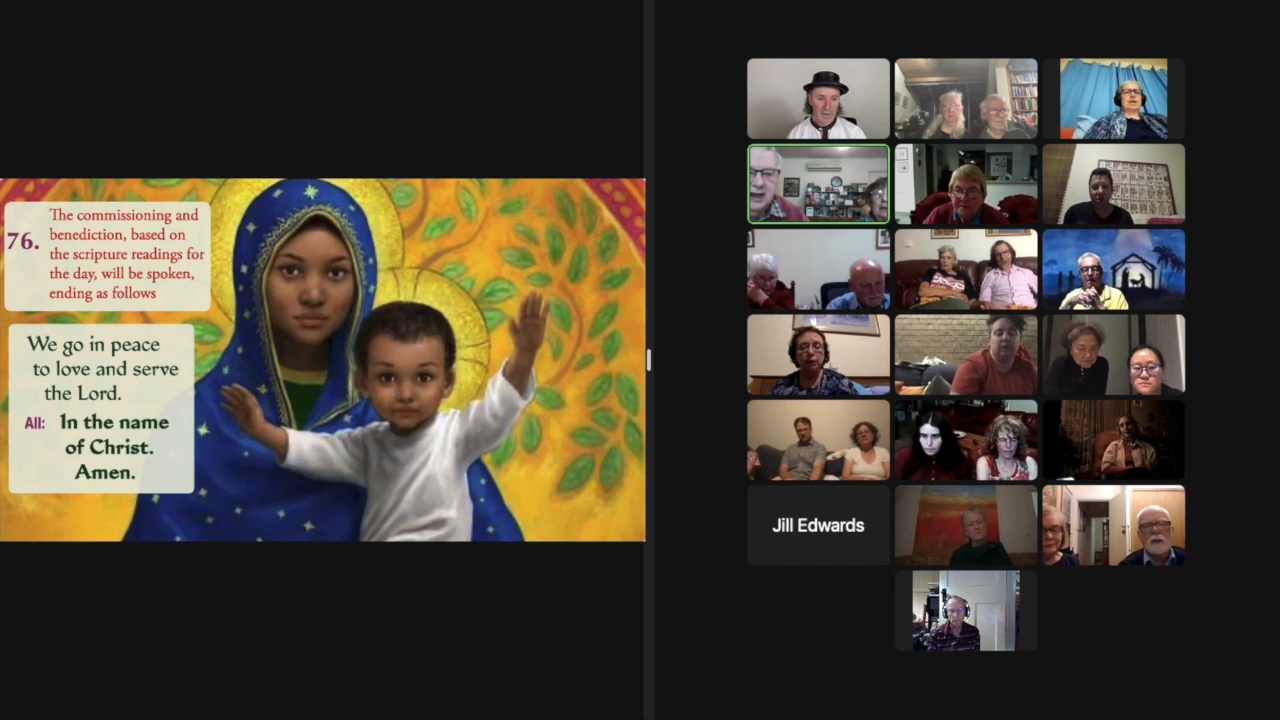 76.
The commissioning and
benediction, based on
the scripture readings for
the day, will be spoken,
ending as follows
We go in peace
to love and serve
the Lord.
All: In the name
of Christ.
Amen.
Jill Edwards